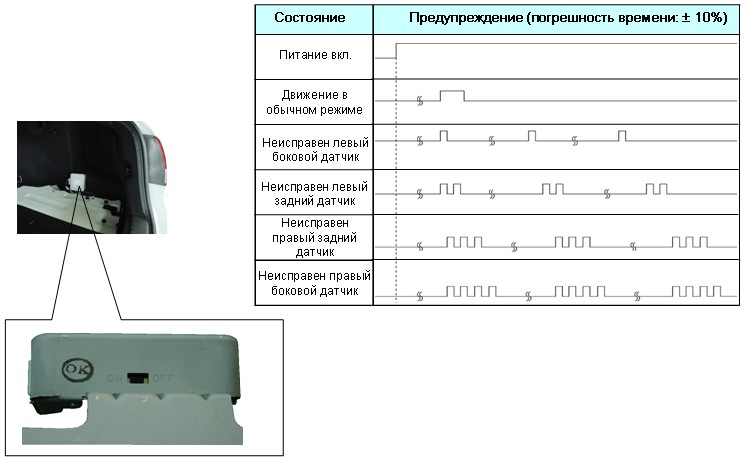 Состояние
Предупреждение (погрешность времени: ± 10%)
Питание вкл.
Движение в
обычном режиме
Неисправен левый
боковой датчик
Неисправен левый
задний датчик
Неисправен
правый задний
датчик
Неисправен правый
боковой датчик
OK
ON OFF